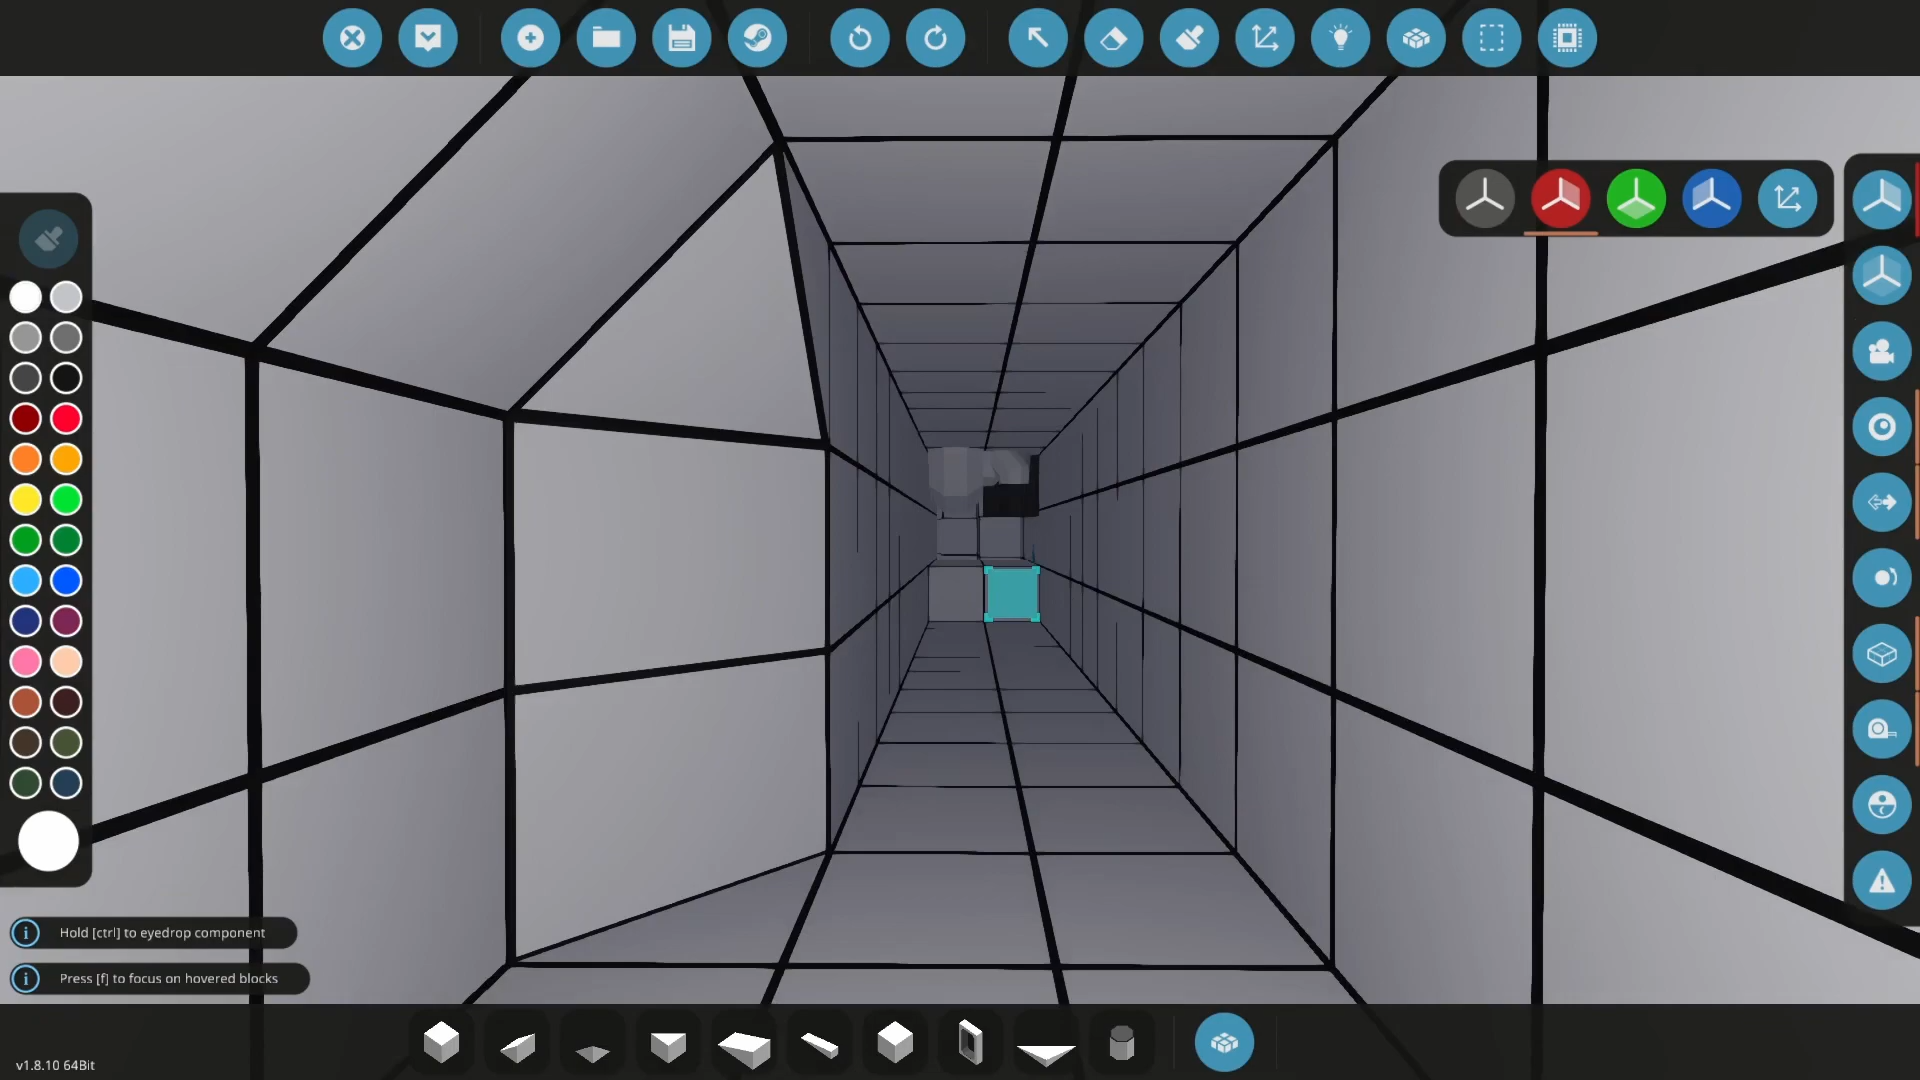 Hold [ctrl] to eyedrop component
Press [f] to focus on hovered blocks
v1.8.10 64Bit